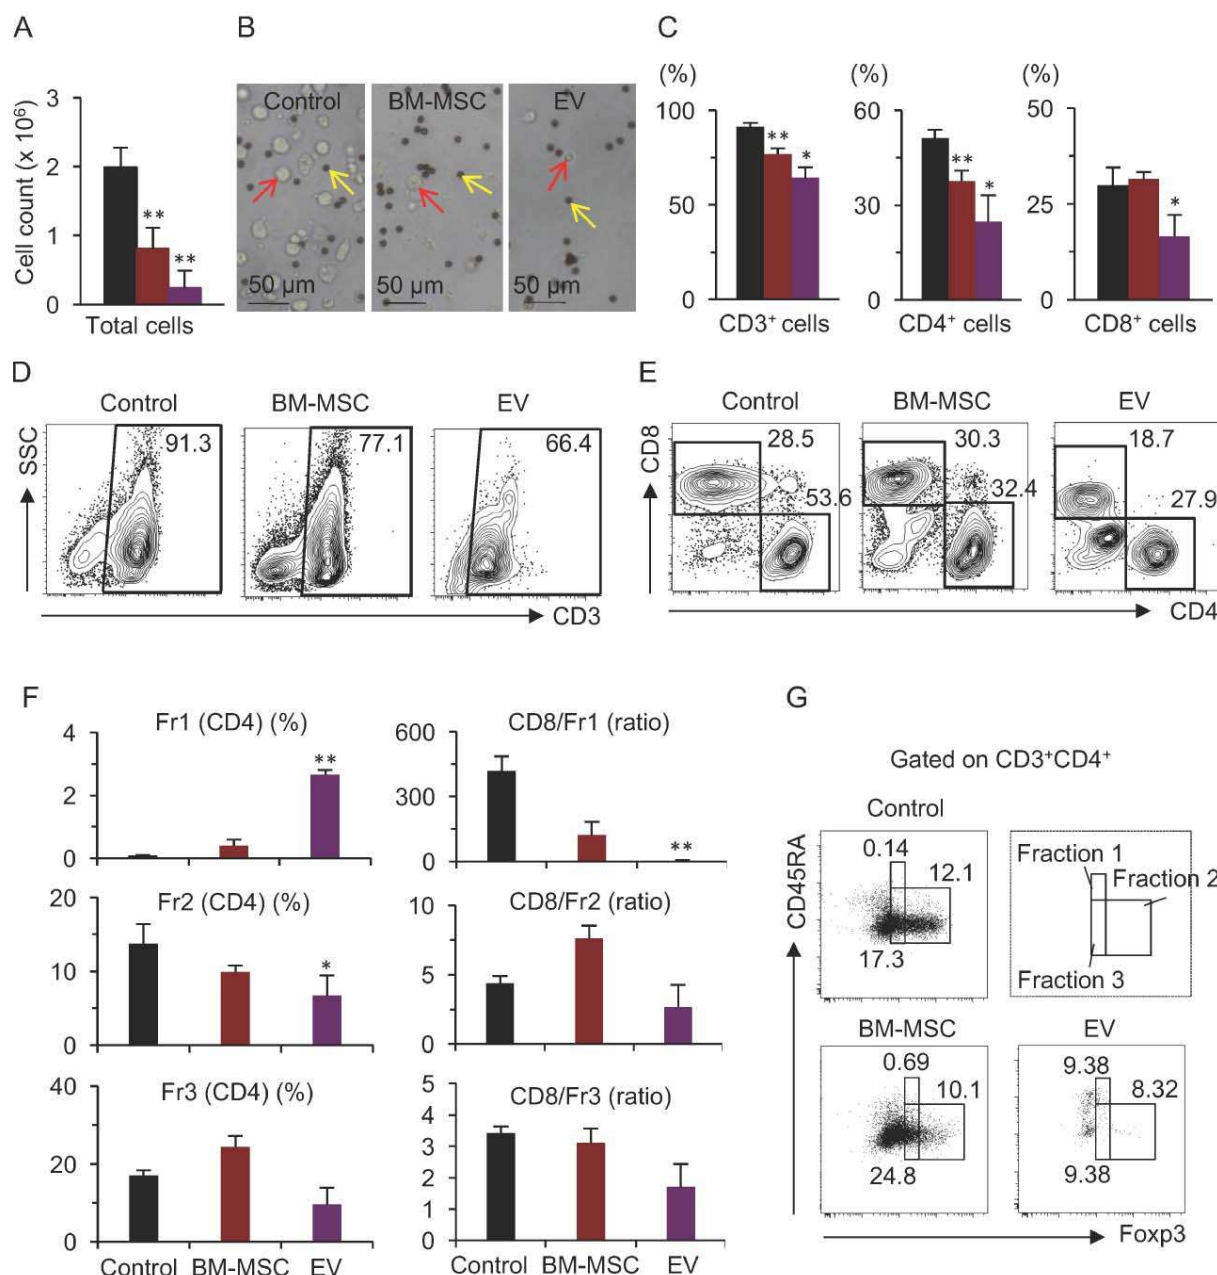 A
Cell count (x 10⁶)
3
2
1
0
**
**
Total cells
B
Control
BM-MSC
EV
50 µm
50 µm
50 µm
C
(%)
(%)
(%)
100
50
0
**
*
CD3⁺ cells
60
30
0
**
*
CD4⁺ cells
50
25
0
*
CD8⁺ cells
D
Control
BM-MSC
EV
SSC
91.3
77.1
66.4
CD3
E
Control
BM-MSC
EV
CD8
28.5
53.6
30.3
32.4
18.7
27.9
CD4
F
Fr1 (CD4) (%)
4
2
0
**
CD8/Fr1 (ratio)
600
300
0
**
Fr2 (CD4) (%)
20
10
0
*
CD8/Fr2 (ratio)
10
5
0
Fr3 (CD4) (%)
40
20
0
CD8/Fr3 (ratio)
5
4
3
2
1
0
Control
BM-MSC
EV
Control
BM-MSC
EV
G
Gated on CD3⁺CD4⁺
Control
CD45RA
0.14
12.1
17.3
Fraction 1
Fraction 2
Fraction 3
BM-MSC
0.69
10.1
24.8
EV
9.38
8.32
9.38
Foxp3